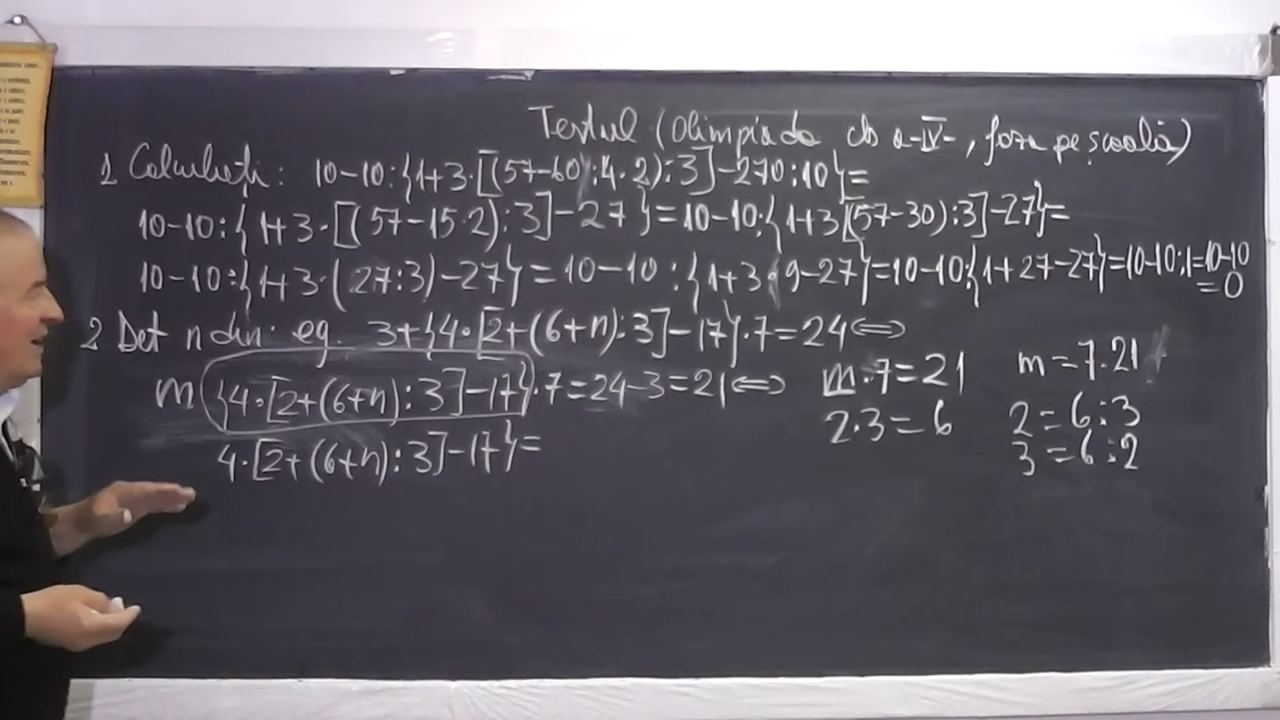 Textul (Olimpiada cls a-IV-, faza pe școală)
1 Calculați: 10-10:{1+3·[(57-60:4·2):3]-270:10}=
10-10:{1+3·[(57-15·2):3]-27}=10-10:{1+3[(57-30):3]-27}=
10-10:{1+3·(27:3)-27}=10-10:{1+3·9-27}=10-10:{1+27-27}=10-10:1=10-10
=0
2 Det n din: eg. 3+{4·[2+(6+n):3]-17}·7=24⟺
m {4·[2+(6+n):3]-17}·7=24-3=21⟺
4·[2+(6+n):3]-17}=
m·7=21
2·3=6
m=7·21
2=6:3
3=6:2